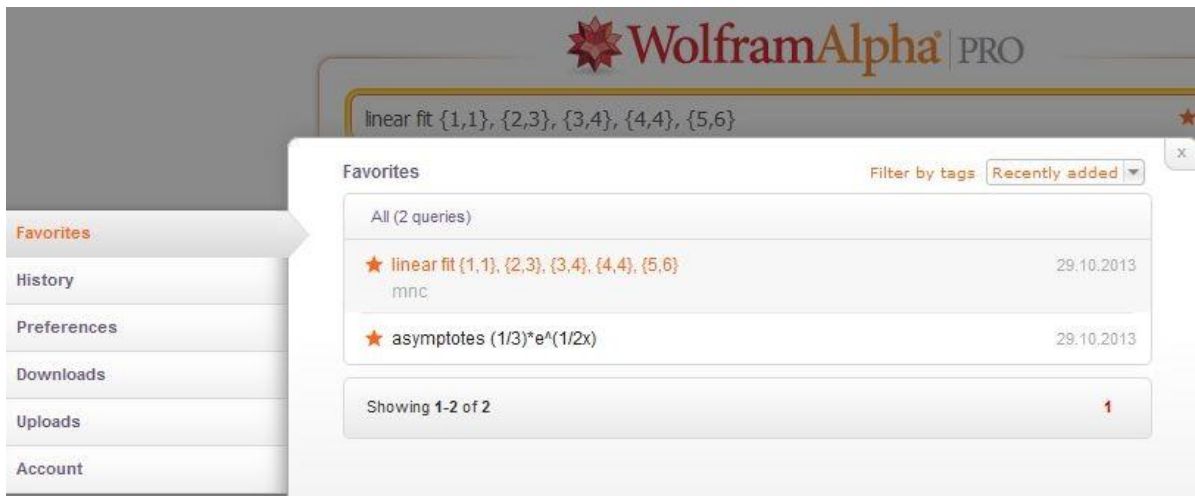 WolframAlpha PRO
linear fit {1,1}, {2,3}, {3,4}, {4,4}, {5,6}
x
Favorites
Filter by tags Recently added
All (2 queries)
linear fit {1,1}, {2,3}, {3,4}, {4,4}, {5,6}
29.10.2013
mnc
asymptotes (1/3)*e^(1/2x)
29.10.2013
Showing 1-2 of 2
1
Favorites
History
Preferences
Downloads
Uploads
Account